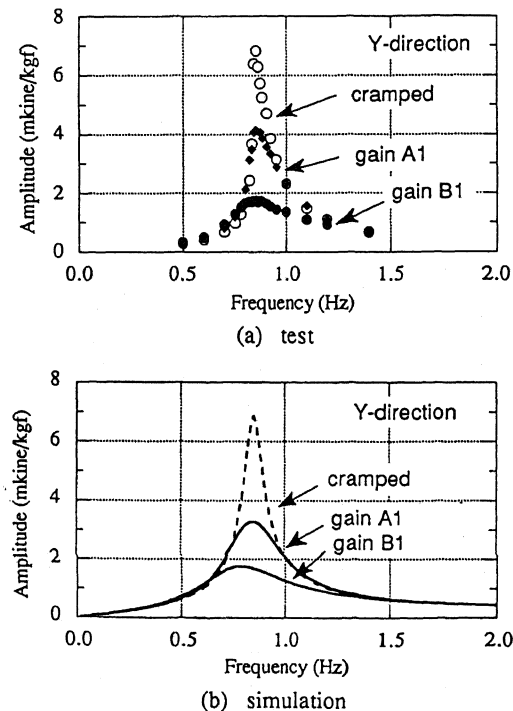 8
6
4
2
0
Amplitude (mkine/kgf)
Y-direction
cramped
gain A1
gain B1
0.0
0.5
1.0
1.5
2.0
Frequency (Hz)
(a) test
8
6
4
2
0
Amplitude (mkine/kgf)
Y-direction
cramped
gain A1
gain B1
0.0
0.5
1.0
1.5
2.0
Frequency (Hz)
(b) simulation